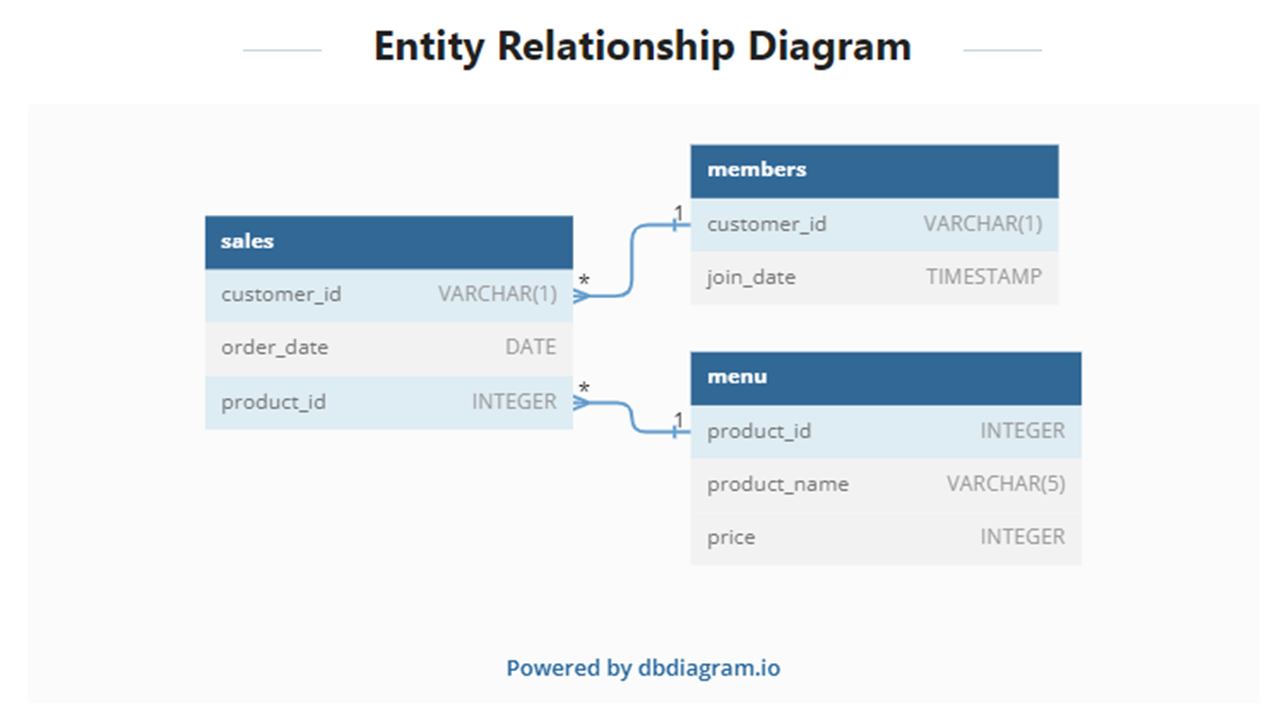 Entity Relationship Diagram
sales
customer_id VARCHAR(1)
order_date DATE
product_id INTEGER
*
*
1
1
members
customer_id VARCHAR(1)
join_date TIMESTAMP
menu
product_id INTEGER
product_name VARCHAR(5)
price INTEGER
Powered by dbdiagram.io